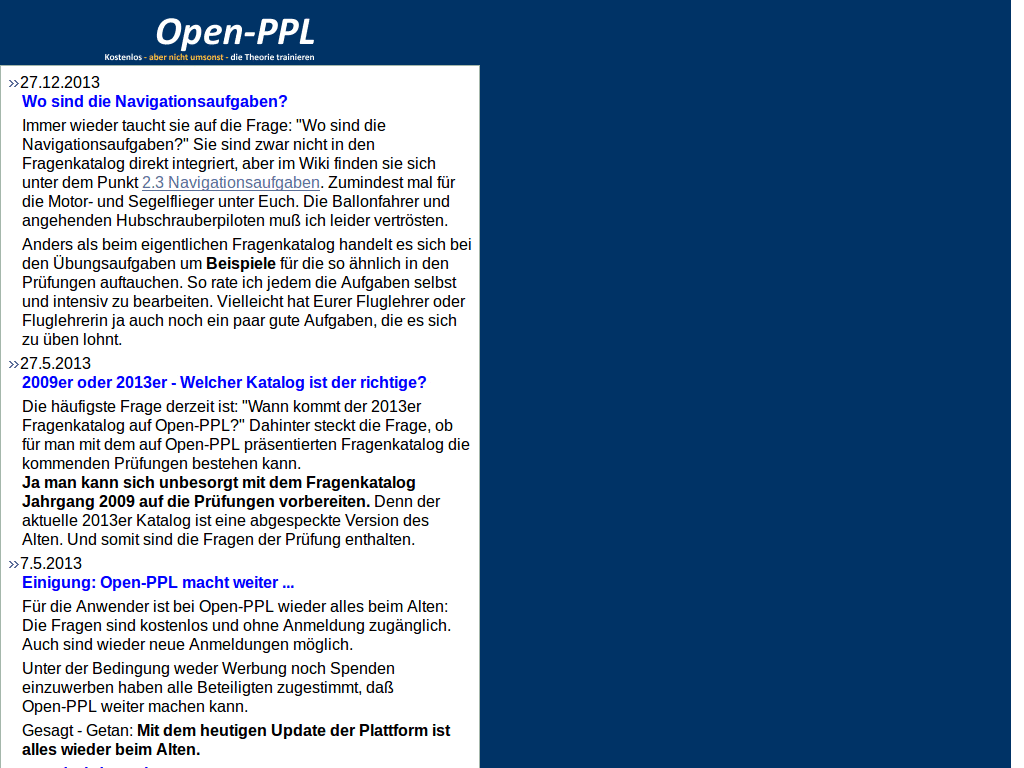 Open-PPL
Kostenlos - aber nicht umsonst - die Theorie trainieren
27.12.2013
Wo sind die Navigationsaufgaben?
Immer wieder taucht sie auf die Frage: "Wo sind die
Navigationsaufgaben?" Sie sind zwar nicht in den
Fragenkatalog direkt integriert, aber im Wiki finden sie sich
unter dem Punkt 2.3 Navigationsaufgaben. Zumindest mal für
die Motor- und Segelflieger unter Euch. Die Ballonfahrer und
angehenden Hubschrauberpiloten muß ich leider vertrösten.
Anders als beim eigentlichen Fragenkatalog handelt es sich bei
den Übungsaufgaben um Beispiele für die so ähnlich in den
Prüfungen auftauchen. So rate ich jedem die Aufgaben selbst
und intensiv zu bearbeiten. Vielleicht hat Eurer Fluglehrer oder
Fluglehrerin ja auch noch ein paar gute Aufgaben, die es sich
zu üben lohnt.
27.5.2013
2009er oder 2013er - Welcher Katalog ist der richtige?
Die häufigste Frage derzeit ist: "Wann kommt der 2013er
Fragenkatalog auf Open-PPL?" Dahinter steckt die Frage, ob
für man mit dem auf Open-PPL präsentierten Fragenkatalog die
kommenden Prüfungen bestehen kann.
Ja man kann sich unbesorgt mit dem Fragenkatalog
Jahrgang 2009 auf die Prüfungen vorbereiten. Denn der
aktuelle 2013er Katalog ist eine abgespeckte Version des
Alten. Und somit sind die Fragen der Prüfung enthalten.
7.5.2013
Einigung: Open-PPL macht weiter ...
Für die Anwender ist bei Open-PPL wieder alles beim Alten:
Die Fragen sind kostenlos und ohne Anmeldung zugänglich.
Auch sind wieder neue Anmeldungen möglich.
Unter der Bedingung weder Werbung noch Spenden
einzuwerben haben alle Beteiligten zugestimmt, daß
Open-PPL weiter machen kann.
Gesagt - Getan: Mit dem heutigen Update der Plattform ist
alles wieder beim Alten.